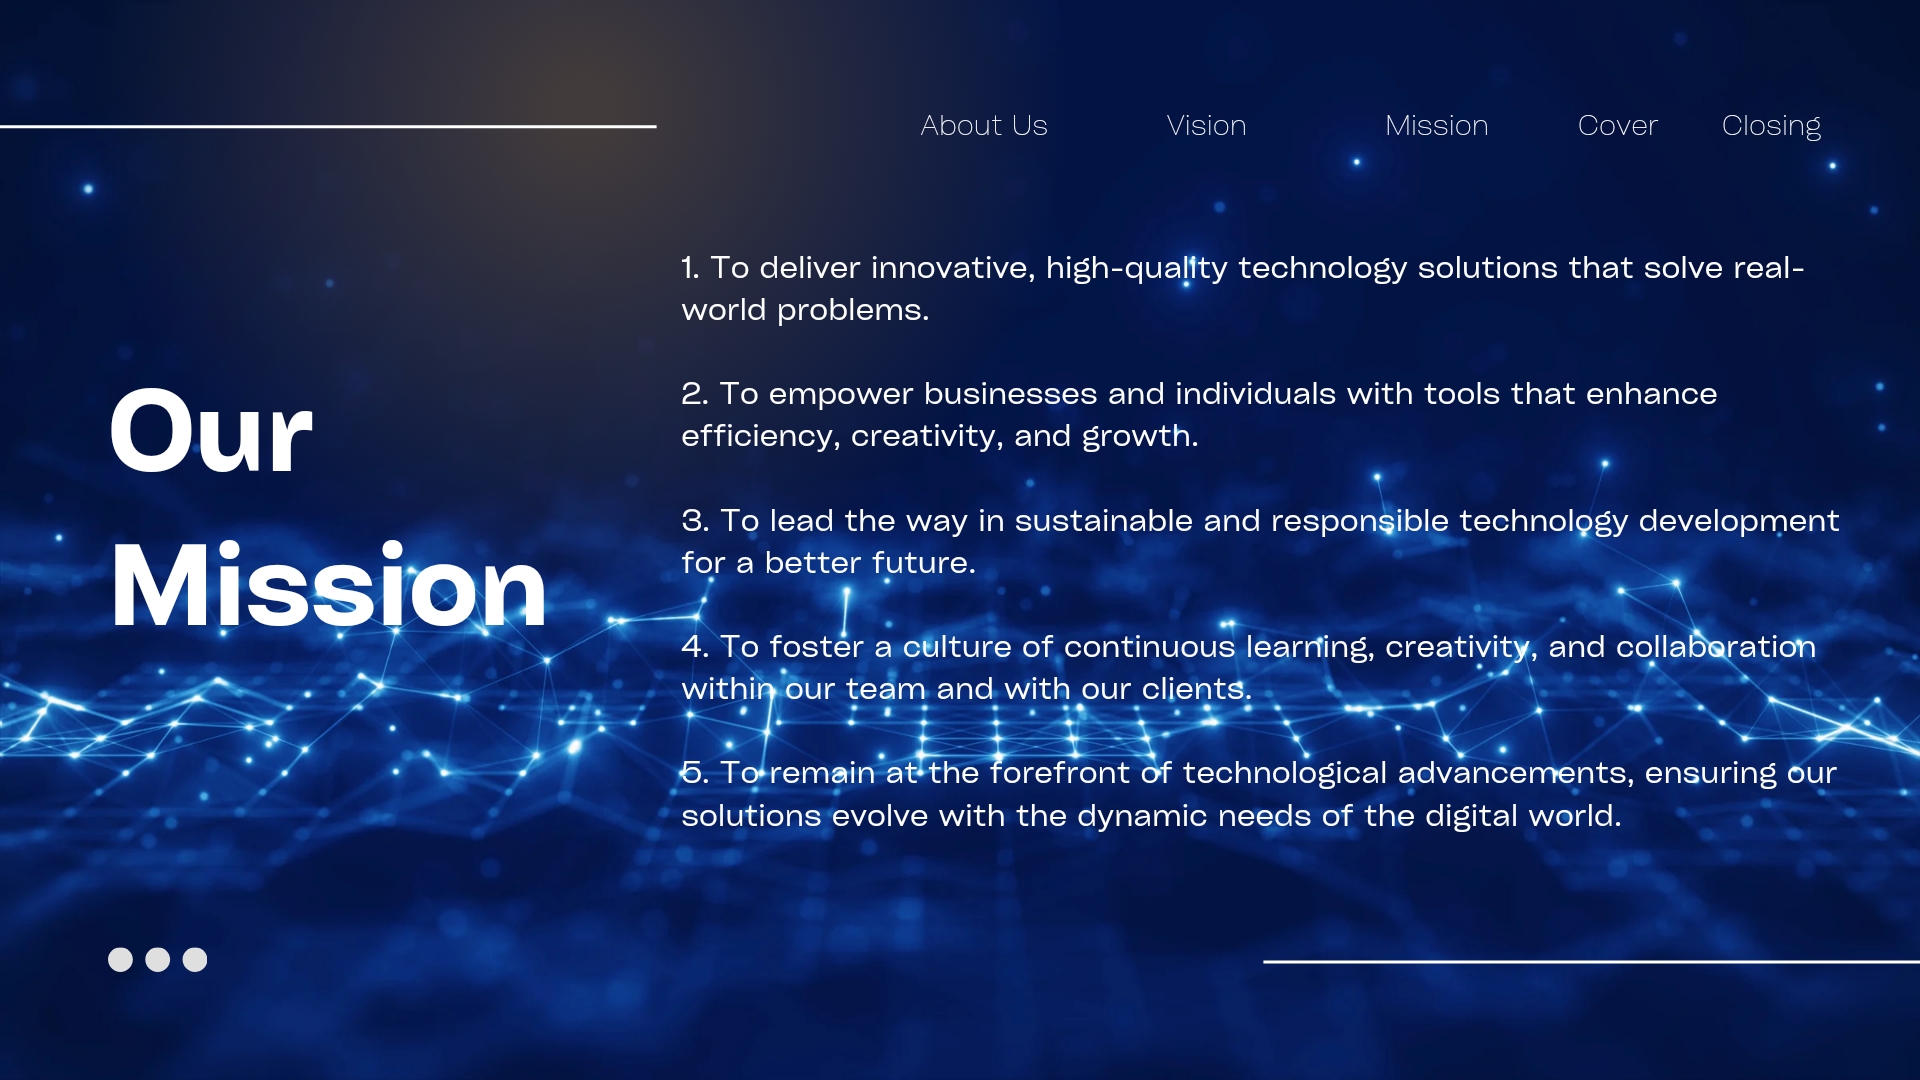 About Us Vision Mission Cover Closing
Our
Mission
1. To deliver innovative, high-quality technology solutions that solve real-
world problems.
2. To empower businesses and individuals with tools that enhance
efficiency, creativity, and growth.
3. To lead the way in sustainable and responsible technology development
for a better future.
4. To foster a culture of continuous learning, creativity, and collaboration
within our team and with our clients.
5. To remain at the forefront of technological advancements, ensuring our
solutions evolve with the dynamic needs of the digital world.